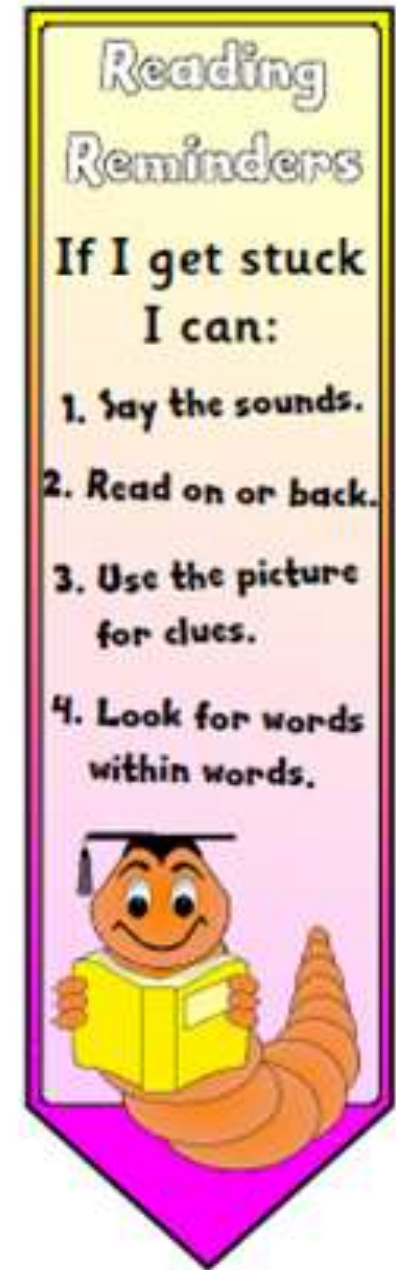 Reading
Reminders
If I get stuck
I can:
1. Say the sounds.
2. Read on or back.
3. Use the picture
for clues.
4. Look for words
within words.